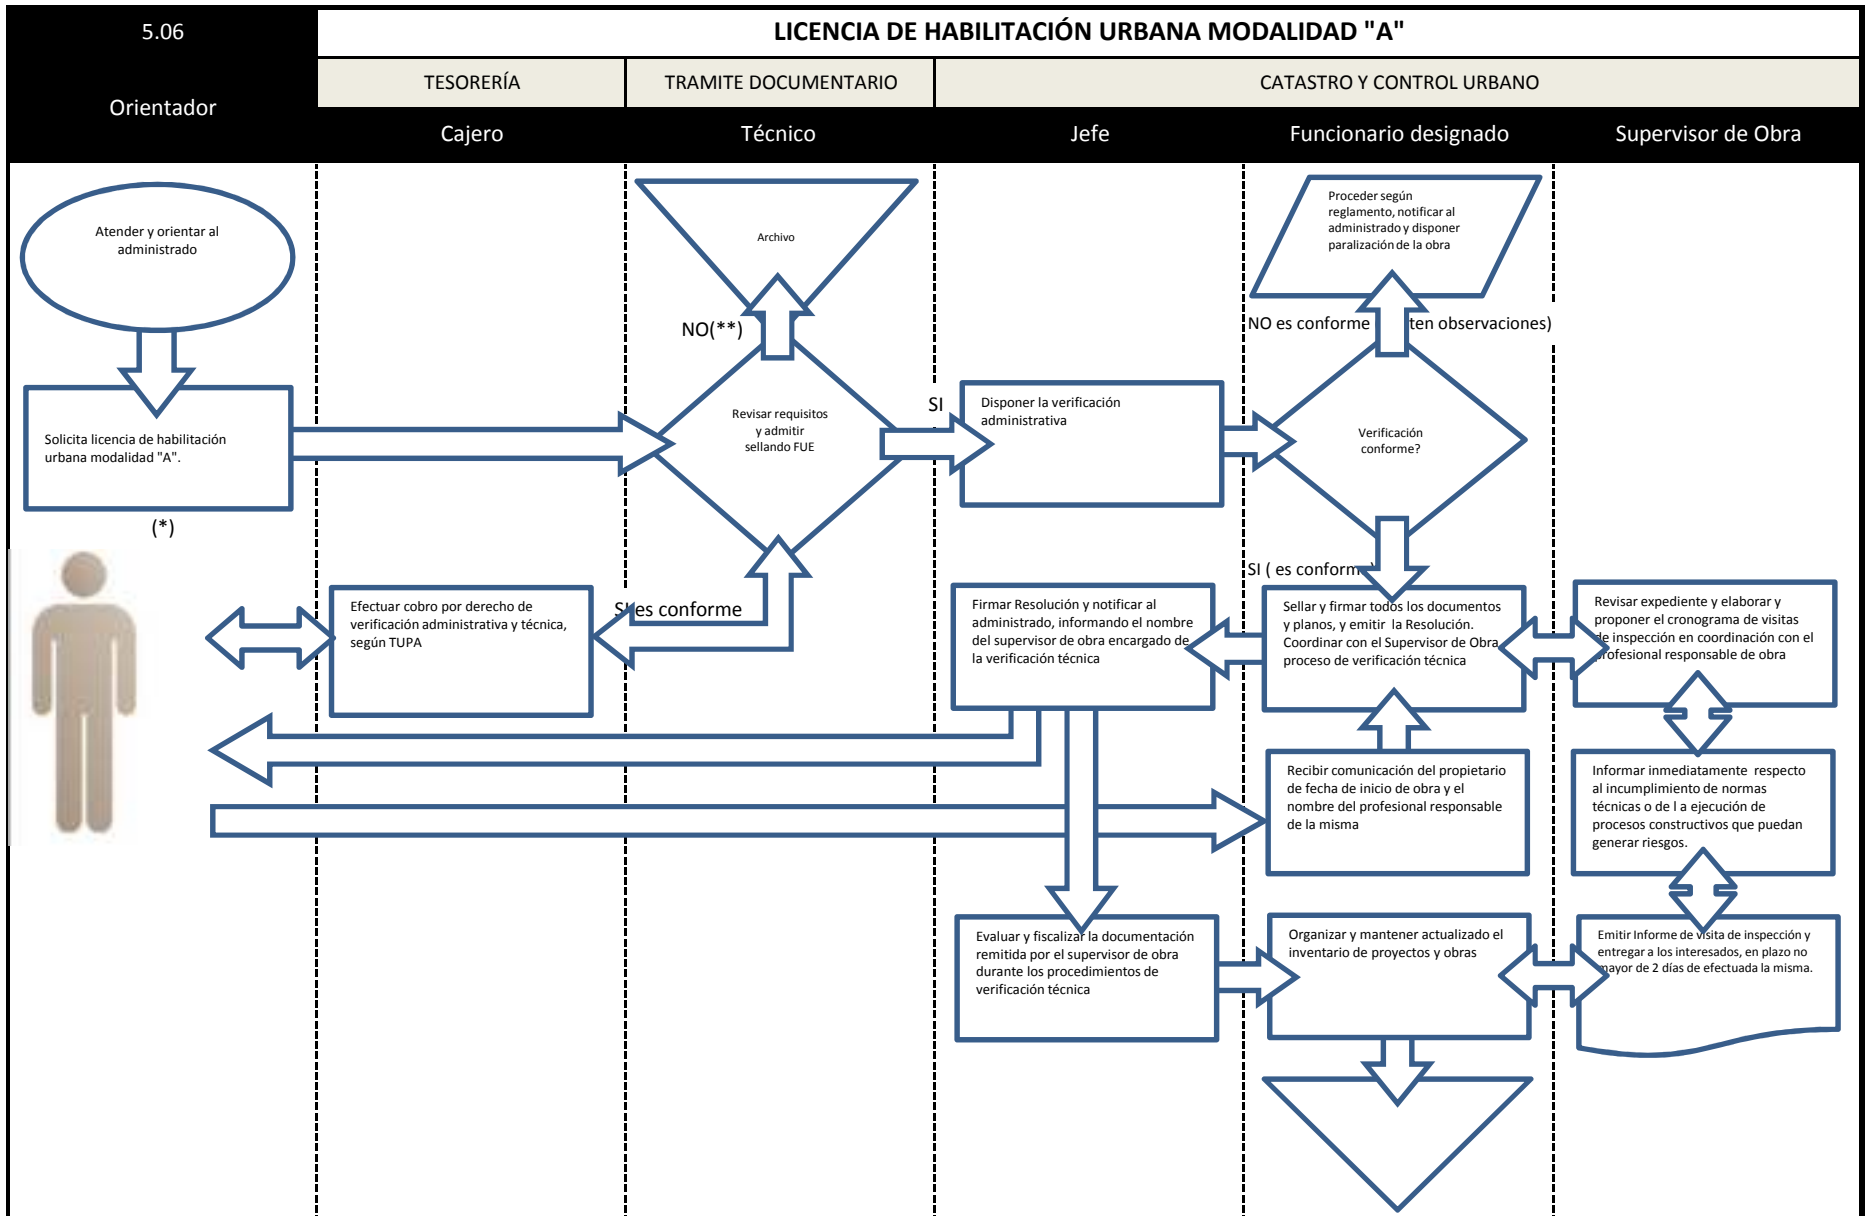 5.06
LICENCIA DE HABILITACIÓN URBANA MODALIDAD "A"
Orientador
TESORERÍA
TRAMITE DOCUMENTARIO
CATASTRO Y CONTROL URBANO
Cajero
Técnico
Jefe
Funcionario designado
Supervisor de Obra
Atender y orientar al
administrado
Archivo
Proceder según
reglamento, notificar al
administrado y disponer
paralización de la obra
NO(**)
NO es conforme
ten observaciones)
Solicita licencia de habilitación
urbana modalidad "A".
(*)
Revisar requisitos
y admitir
sellando FUE
SI
Disponer la verificación
administrativa
Verificación
conforme?
SI ( es conforme)
Efectuar cobro por derecho de
verificación administrativa y técnica,
según TUPA
SI es conforme
Firmar Resolución y notificar al
administrado, informando el nombre
del supervisor de obra encargado de
la verificación técnica
Sellar y firmar todos los documentos
y planos, y emitir la Resolución.
Coordinar con el Supervisor de Obra
proceso de verificación técnica
Revisar expediente y elaborar y
proponer el cronograma de visitas
de inspección en coordinación con el
profesional responsable de obra
Recibir comunicación del propietario
de fecha de inicio de obra y el
nombre del profesional responsable
de la misma
Informar inmediatamente respecto
al incumplimiento de normas
técnicas o de l a ejecución de
procesos constructivos que puedan
generar riesgos.
Evaluar y fiscalizar la documentación
remitida por el supervisor de obra
durante los procedimientos de
verificación técnica
Organizar y mantener actualizado el
inventario de proyectos y obras
Emitir Informe de visita de inspección y
entregar a los interesados, en plazo no
mayor de 2 días de efectuada la misma.